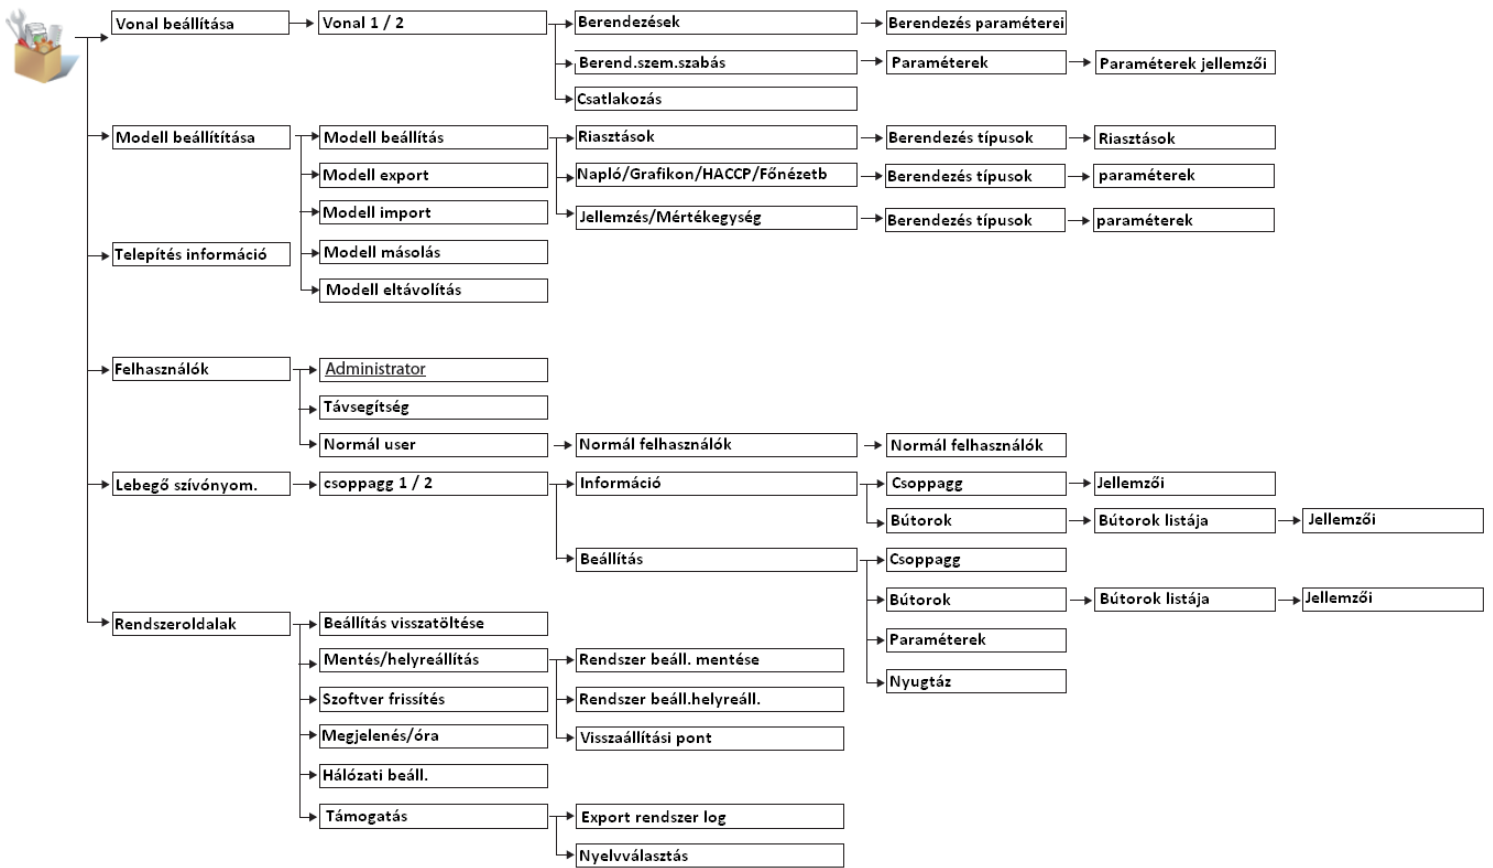 Vonal beállítása
Vonal 1 / 2
Berendezések
Berendezés paraméterei
Berend.szem.szabás
Paraméterek
Paraméterek jellemzői
Csatlakozás
Modell beállítítása
Modell beállítás
Riasztások
Berendezés típusok
Riasztások
Modell export
Napló/Grafikon/HACCP/Főnézetb
Berendezés típusok
paraméterek
Modell import
Jellemzés/Mértékegység
Berendezés típusok
paraméterek
Telepítés információ
Modell másolás
Modell eltávolítás
Felhasználók
Administrator
Távsegítség
Normál user
Normál felhasználók
Normál felhasználók
Lebegő szívónyom.
csoppagg 1 / 2
Információ
Csoppagg
Jellemzői
Bútorok
Bútorok listája
Jellemzői
Beállítás
Csoppagg
Bútorok
Bútorok listája
Jellemzői
Rendszeroldalak
Beállítás visszatöltése
Paraméterek
Mentés/helyreállítás
Rendszer beáll. mentése
Nyugtáz
Szoftver frissítés
Rendszer beáll.helyreáll.
Megjelenés/óra
Visszaállítási pont
Hálózati beáll.
Támogatás
Export rendszer log
Nyelvválasztás